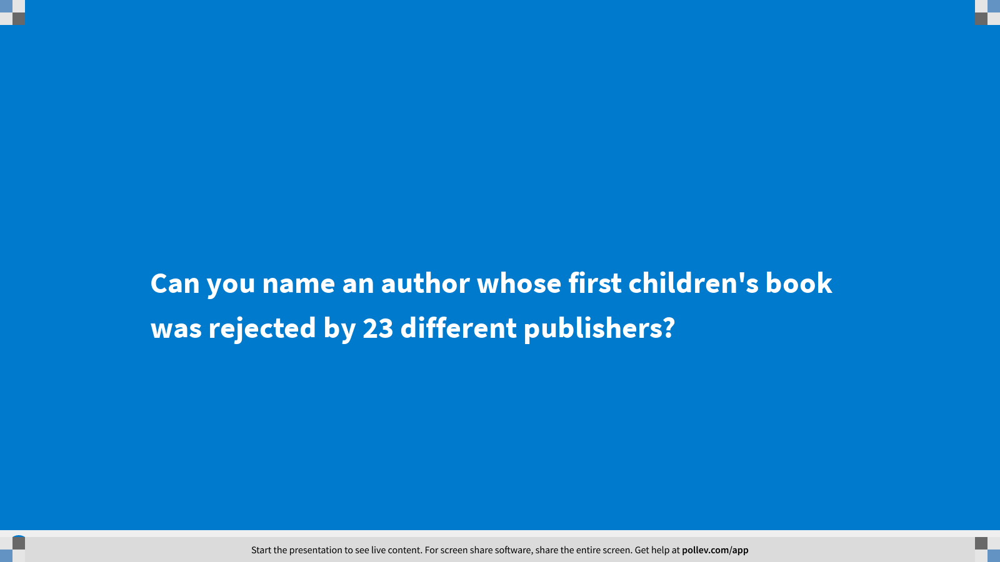 Can you name an author whose first children's book
was rejected by 23 different publishers?
Start the presentation to see live content. For screen share software, share the entire screen. Get help at pollev.com/app